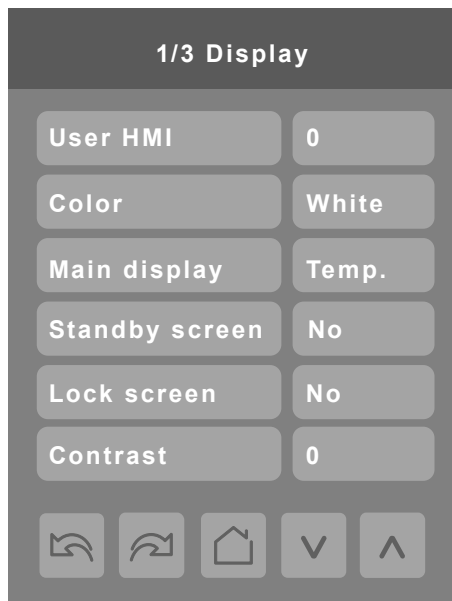 1/3 Display
User HMI 0
Color White
Main display Temp.
Standby screen No
Lock screen No
Contrast 0